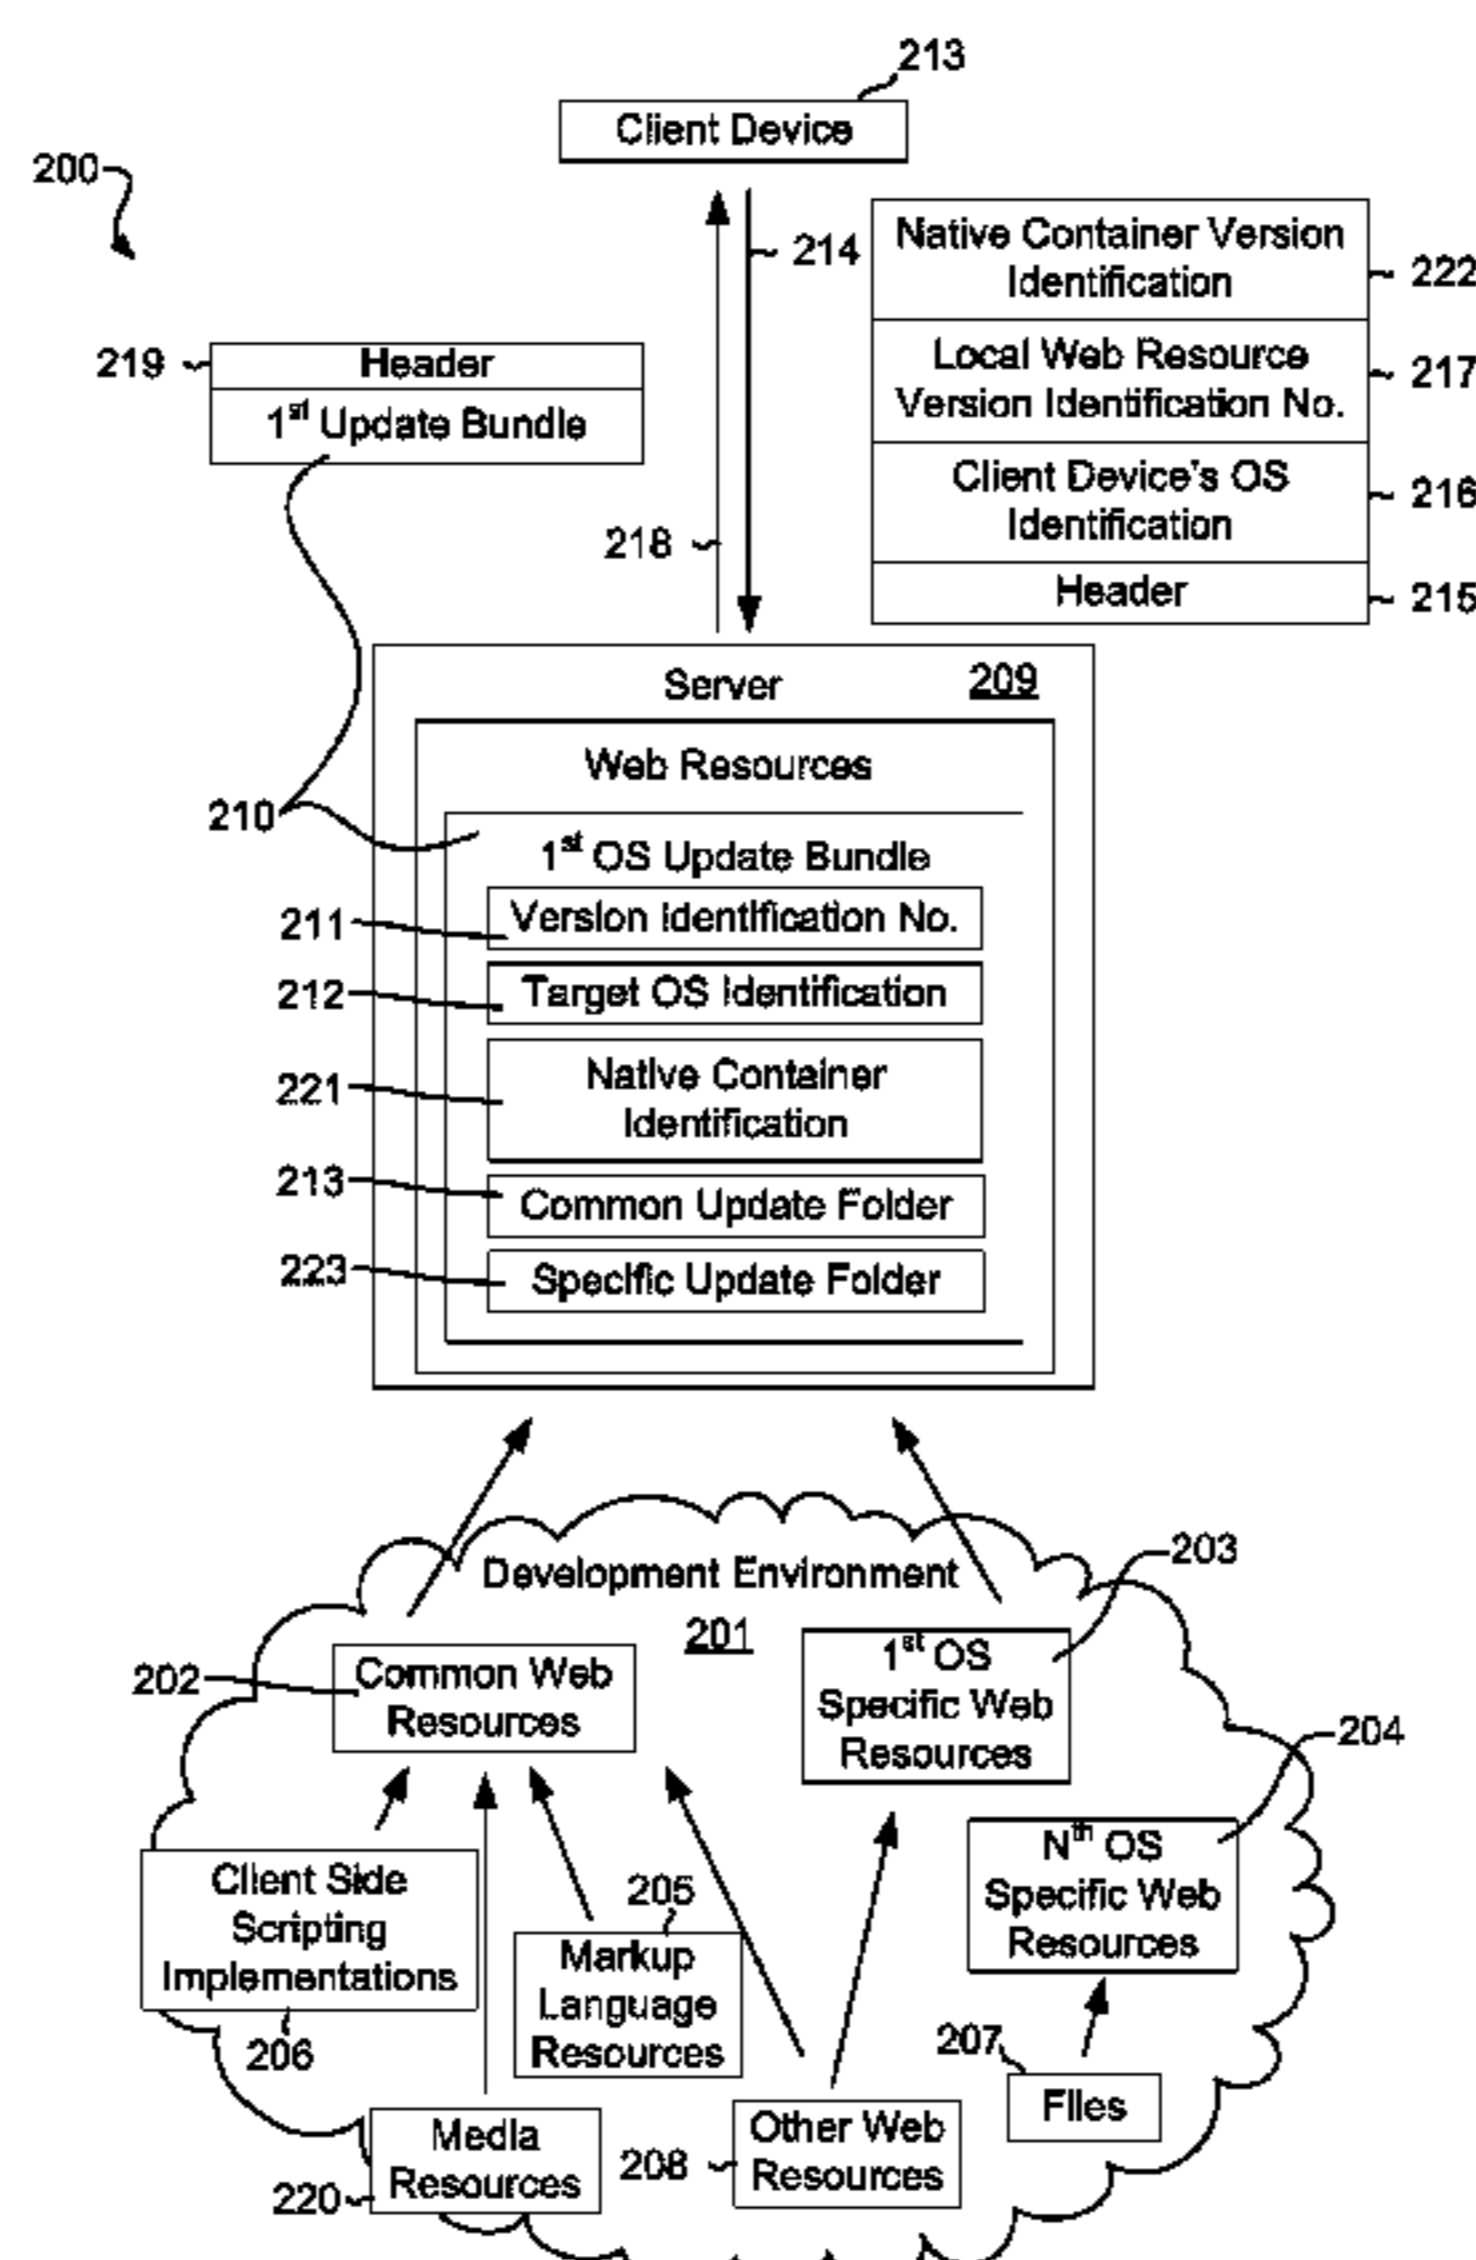 213
Client Device
200
214
Native Container Version
Identification
222
219
Header
1st Update Bundle
Local Web Resource
Version Identification No.
217
Client Device's OS
Identification
216
218
Header
215
Server
209
Web Resources
210
1st OS Update Bundle
211
Version Identification No.
212
Target OS Identification
221
Native Container
Identification
213
Common Update Folder
223
Specific Update Folder
Development Environment
201
203
202
Common Web
Resources
1st OS
Specific Web
Resources
204
Nth OS
Specific Web
Resources
Client Side
Scripting
Implementations
206
205
Markup
Language
Resources
207
Files
Media
Resources
220
208
Other Web
Resources